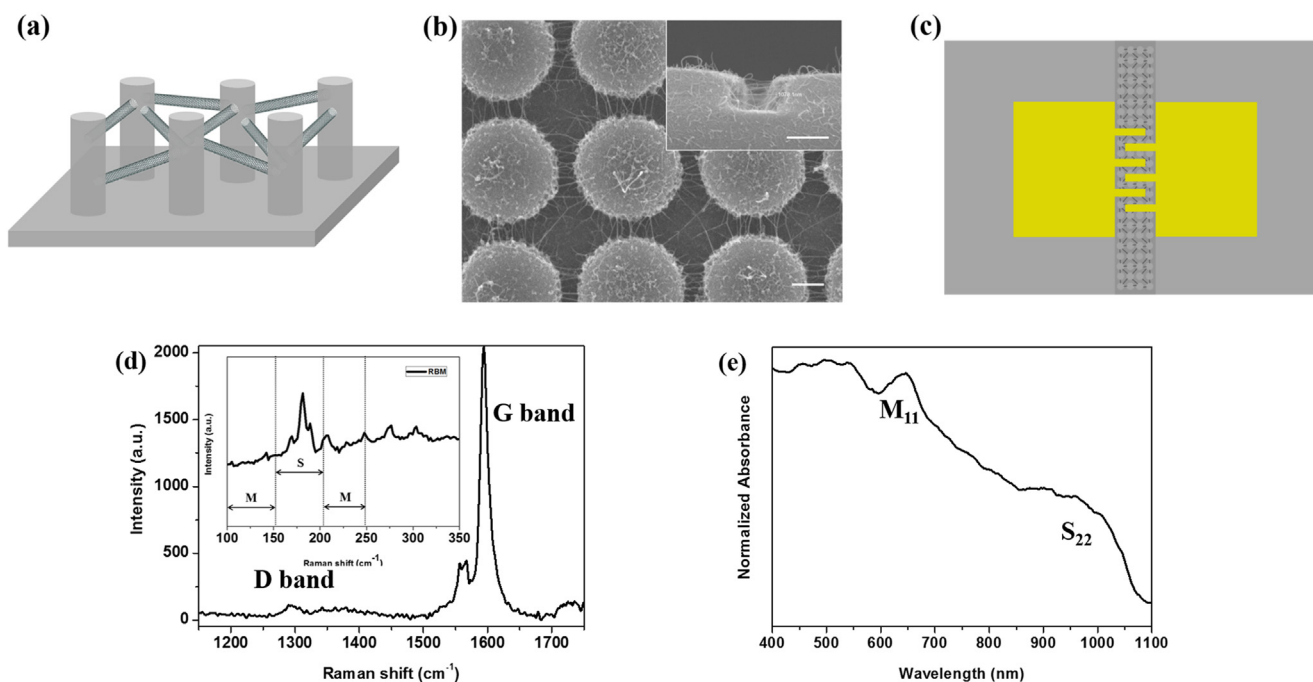 (a)
(b)
(c)
(d)
2000
1500
1000
500
0
Intensity (a.u.)
1200 1300 1400 1500 1600 1700
Raman shift (cm-1)
D band
G band
RBM
Intensity (a.u.)
S
M
M
100 150 200 250 300 350
Raman shift (cm-1)
(e)
Normalized Absorbance
M11
S22
400 500 600 700 800 900 1000 1100
Wavelength (nm)